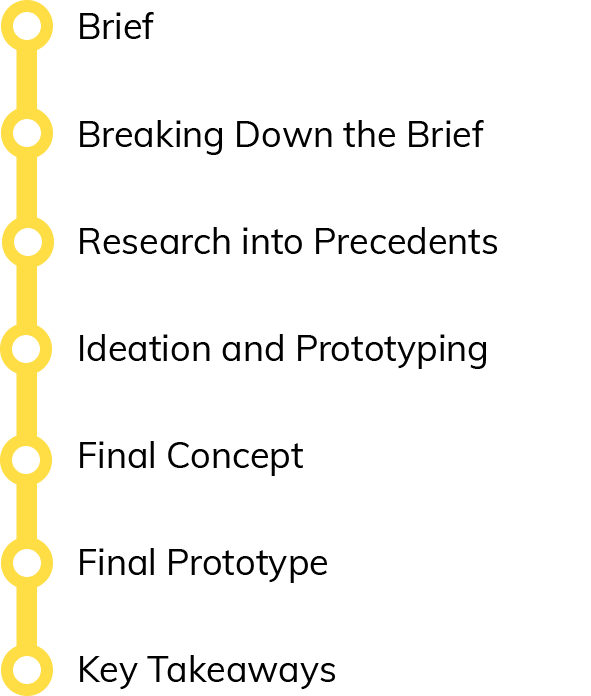 Brief
Breaking Down the Brief
Research into Precedents
Ideation and Prototyping
Final Concept
Final Prototype
Key Takeaways